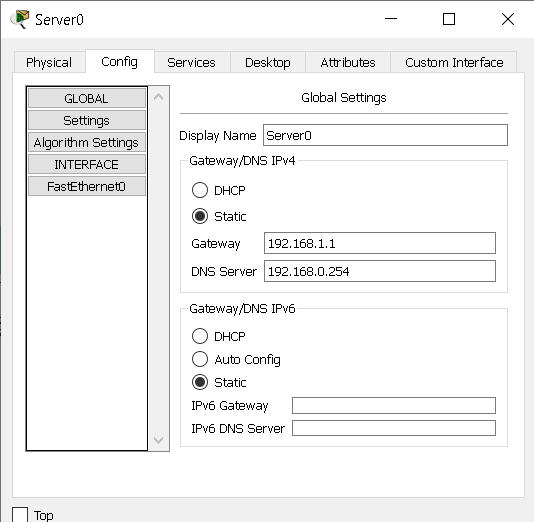 Server0
Physical Config Services Desktop Attributes Custom Interface
GLOBAL
Settings
Algorithm Settings
INTERFACE
FastEthernet0
Global Settings
Display Name Server0
Gateway/DNS IPv4
DHCP
Static
Gateway 192.168.1.1
DNS Server 192.168.0.254
Gateway/DNS IPv6
DHCP
Auto Config
Static
IPv6 Gateway
IPv6 DNS Server
Top